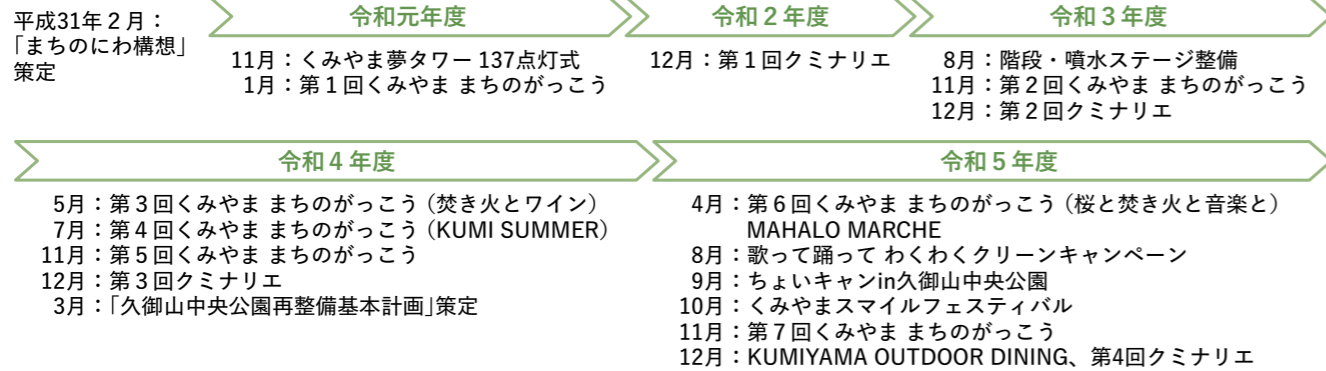 平成31年２月：
「まちのにわ構想」
策定
令和元年度
11月：くみやま夢タワー 137点灯式
1月：第１回くみやま まちのがっこう
令和２年度
12月：第１回クミナリエ
令和３年度
8月：階段・噴水ステージ整備
11月：第２回くみやま まちのがっこう
12月：第２回クミナリエ
令和４年度
5月：第３回くみやま まちのがっこう（焚き火とワイン）
7月：第４回くみやま まちのがっこう（KUMI SUMMER）
11月：第５回くみやま まちのがっこう
12月：第３回クミナリエ
3月：「久御山中央公園再整備基本計画」策定
令和５年度
4月：第６回くみやま まちのがっこう（桜と焚き火と音楽と）
MAHALO MARCHE
8月：歌って踊って わくわくクリーンキャンペーン
9月：ちょいキャンin久御山中央公園
10月：くみやまスマイルフェスティバル
11月：第７回くみやま まちのがっこう
12月：KUMIYAMA OUTDOOR DINING、第4回クミナリエ